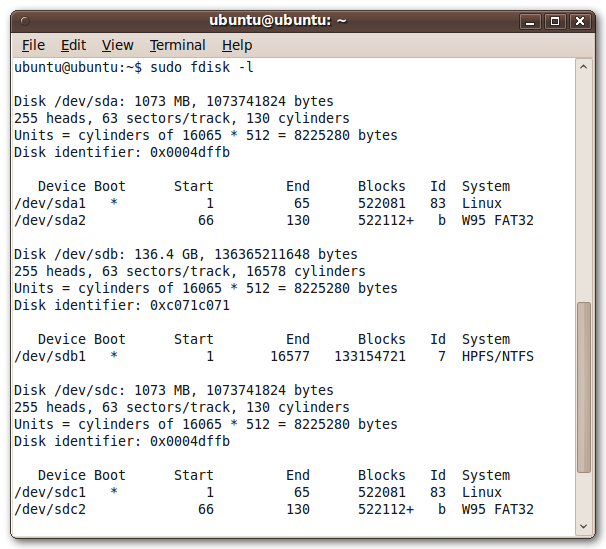 ubuntu@ubuntu: ~
File Edit View Terminal Help
ubuntu@ubuntu:~$ sudo fdisk -l

Disk /dev/sda: 1073 MB, 1073741824 bytes
255 heads, 63 sectors/track, 130 cylinders
Units = cylinders of 16065 * 512 = 8225280 bytes
Disk identifier: 0x0004dffb

   Device Boot      Start         End      Blocks   Id  System
/dev/sda1   *           1          65      522081   83  Linux
/dev/sda2              66         130      522112+   b  W95 FAT32

Disk /dev/sdb: 136.4 GB, 136365211648 bytes
255 heads, 63 sectors/track, 16578 cylinders
Units = cylinders of 16065 * 512 = 8225280 bytes
Disk identifier: 0xc071c071

   Device Boot      Start         End      Blocks   Id  System
/dev/sdb1   *           1       16577   133154721    7  HPFS/NTFS

Disk /dev/sdc: 1073 MB, 1073741824 bytes
255 heads, 63 sectors/track, 130 cylinders
Units = cylinders of 16065 * 512 = 8225280 bytes
Disk identifier: 0x0004dffb

   Device Boot      Start         End      Blocks   Id  System
/dev/sdc1   *           1          65      522081   83  Linux
/dev/sdc2              66         130      522112+   b  W95 FAT32